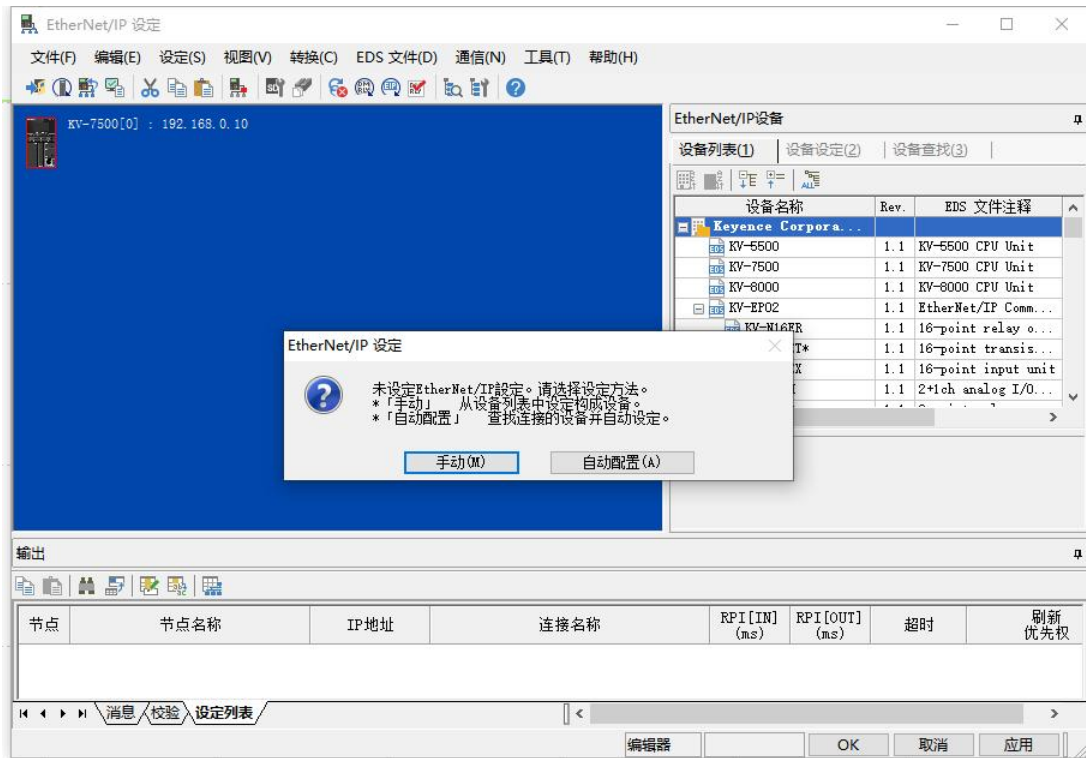 EtherNet/IP 设定
文件(F) 编辑(E) 设定(S) 视图(V) 转换(C) EDS 文件(D) 通信(N) 工具(T) 帮助(H)
KV-7500[0] : 192.168.0.10
EtherNet/IP设备
设备列表(1) 设备设定(2) 设备查找(3)
设备名称 Rev. EDS 文件注释
Keyence Corpora...
KV-5500 1.1 KV-5500 CPU Unit
KV-7500 1.1 KV-7500 CPU Unit
KV-8000 1.1 KV-8000 CPU Unit
KV-EP02 1.1 EtherNet/IP Comm...
KV-N16ER 1.1 16-point relay o...
T* 1.1 16-point transis...
X 1.1 16-point input unit
1.1 2+1ch analog I/O...
EtherNet/IP 设定
未设定EtherNet/IP設定。请选择设定方法。
*「手动」 从设备列表中设定构成设备。
*「自动配置」 查找连接的设备并自动设定。
手动(M) 自动配置(A)
输出
节点 节点名称 IP地址 连接名称 RPI[IN] (ms) RPI[OUT] (ms) 超时 刷新 优先权
消息 校验 设定列表
编辑器 OK 取消 应用